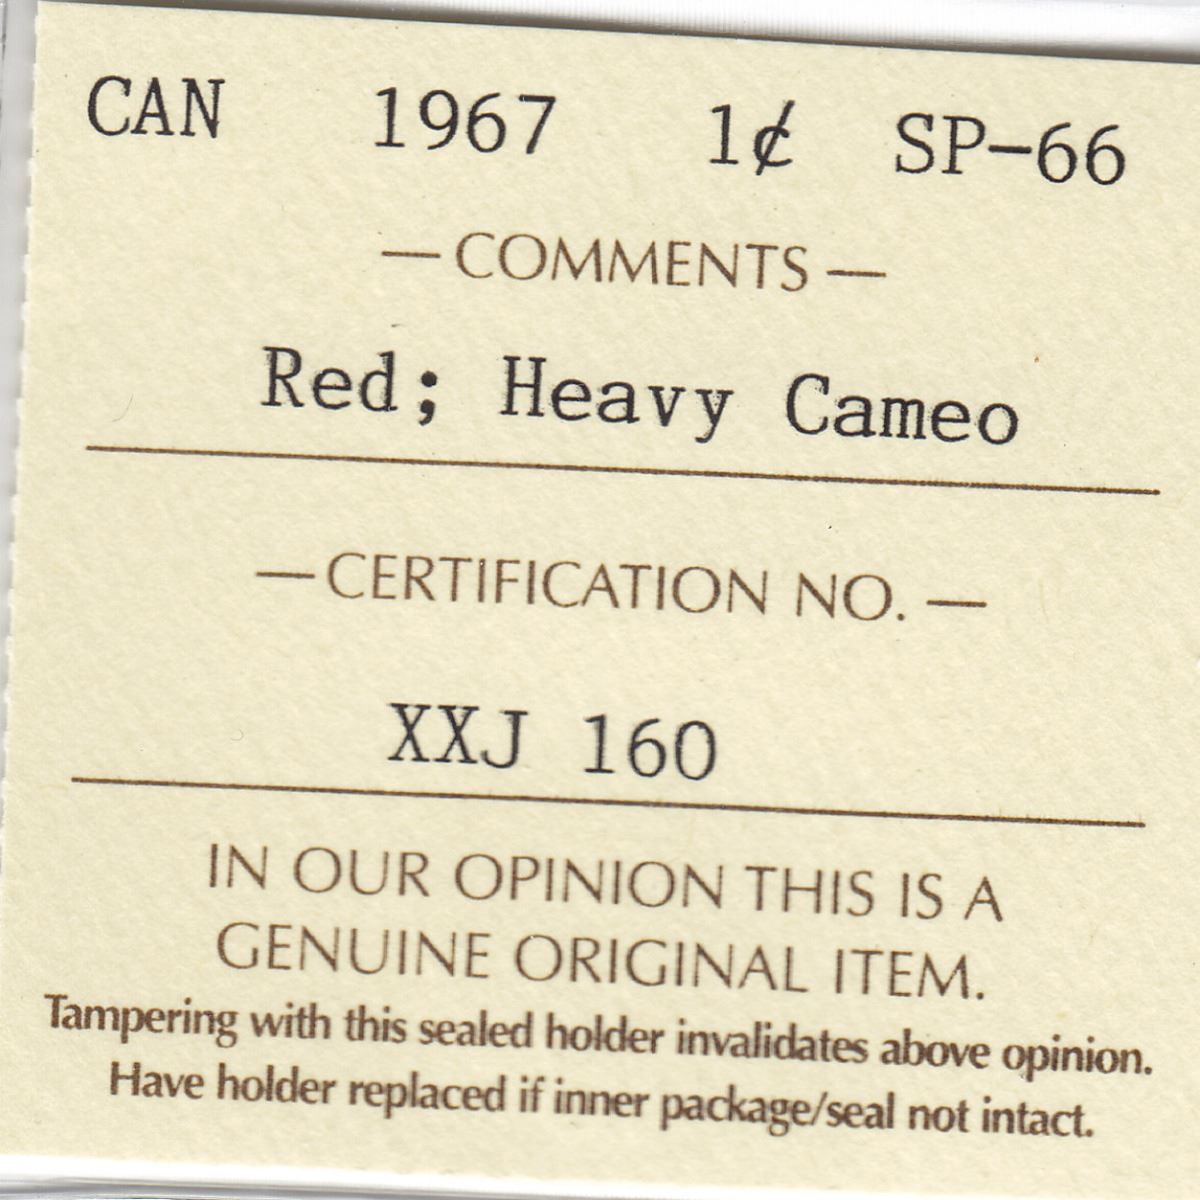 CAN 1967 1¢ SP-66
— COMMENTS —
Red; Heavy Cameo
— CERTIFICATION NO. —
XXJ 160
IN OUR OPINION THIS IS A
GENUINE ORIGINAL ITEM.
Tampering with this sealed holder invalidates above opinion.
Have holder replaced if inner package/seal not intact.